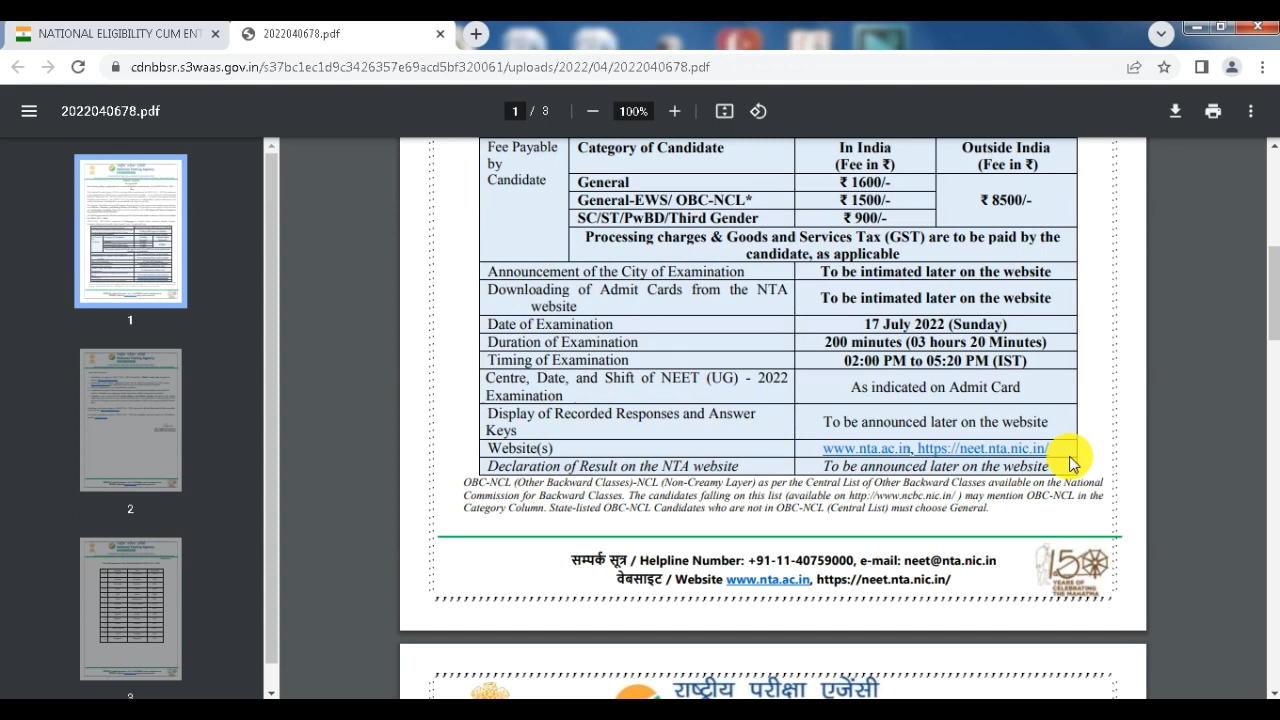 NATIONAL ELIGIBILITY CUM ENT
2022040678.pdf
cdnbbsr.s3waas.gov.in/s37bc1ec1d9c3426357e69acd5bf320061/uploads/2022/04/2022040678.pdf
2022040678.pdf
1 / 3
100%
Fee Payable by Candidate
Category of Candidate
In India (Fee in ₹)
Outside India (Fee in ₹)
General ₹ 1600/-
General-EWS/ OBC-NCL* ₹ 1500/- ₹ 8500/-
SC/ST/PwBD/Third Gender ₹ 900/-
Processing charges & Goods and Services Tax (GST) are to be paid by the
candidate, as applicable
Announcement of the City of Examination To be intimated later on the website
Downloading of Admit Cards from the NTA
website
To be intimated later on the website
Date of Examination 17 July 2022 (Sunday)
Duration of Examination 200 minutes (03 hours 20 Minutes)
Timing of Examination 02:00 PM to 05:20 PM (IST)
Centre, Date, and Shift of NEET (UG) - 2022
Examination
As indicated on Admit Card
Display of Recorded Responses and Answer
Keys
To be announced later on the website
Website(s) www.nta.ac.in, https://neet.nta.nic.in/
Declaration of Result on the NTA website To be announced later on the website
OBC-NCL (Other Backward Classes)-NCL (Non-Creamy Layer) as per the Central List of Other Backward Classes available on the National
Commission for Backward Classes. The candidates falling on this list (available on http://www.ncbc.nic.in/ ) may mention OBC-NCL in the
Category Column. State-listed OBC-NCL Candidates who are not in OBC-NCL (Central List) must choose General.
सम्पर्क सूत्र / Helpline Number: +91-11-40759000, e-mail: neet@nta.nic.in
वेबसाइट / Website www.nta.ac.in, https://neet.nta.nic.in/
150
YEARS OF
CELEBRATING
THE MAHATMA
राष्ट्रीय परीक्षा एजेंसी
1
2
3